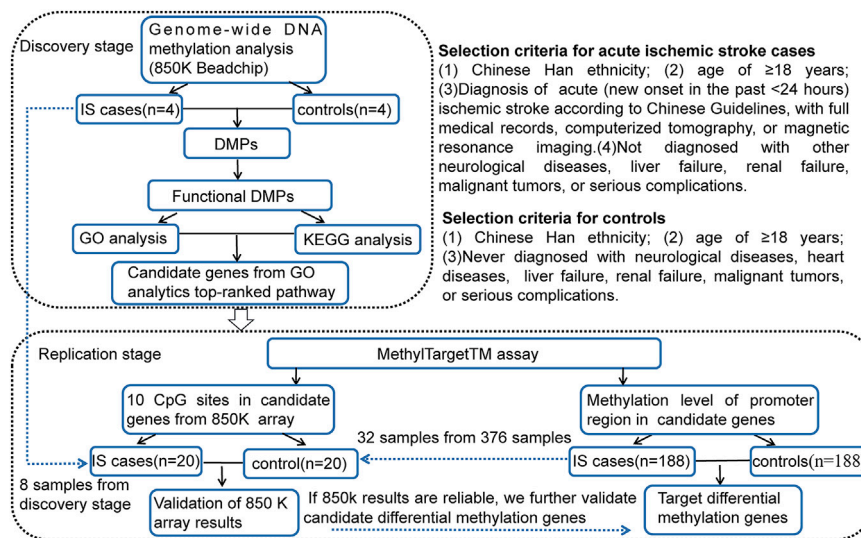 Discovery stage
Genome-wide DNA
methylation analysis
(850K Beadchip)
IS cases(n=4)
controls(n=4)
DMPs
Functional DMPs
GO analysis
KEGG analysis
Candidate genes from GO
analytics top-ranked pathway
Selection criteria for acute ischemic stroke cases
(1) Chinese Han ethnicity; (2) age of ≥18 years;
(3)Diagnosis of acute (new onset in the past <24 hours)
ischemic stroke according to Chinese Guidelines, with full
medical records, computerized tomography, or magnetic
resonance imaging.(4)Not diagnosed with other
neurological diseases, liver failure, renal failure,
malignant tumors, or serious complications.
Selection criteria for controls
(1) Chinese Han ethnicity; (2) age of ≥18 years;
(3)Never diagnosed with neurological diseases, heart
diseases, liver failure, renal failure, malignant tumors,
or serious complications.
Replication stage
MethylTargetTM assay
10 CpG sites in candidate
genes from 850K array
Methylation level of promoter
region in candidate genes
32 samples from 376 samples
IS cases(n=20)
control(n=20)
IS cases(n=188)
controls(n=188
8 samples from
discovery stage
Validation of 850 K
array results
If 850k results are reliable, we further validate
candidate differential methylation genes
Target differential
methylation genes